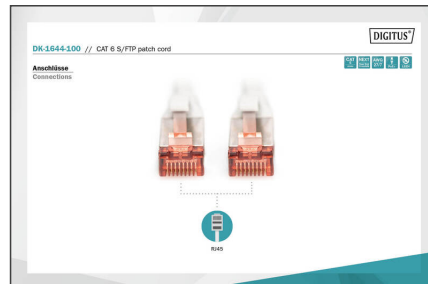 DIGITUS®
DK-1644-100 // CAT 6 S/FTP patch cord
Anschlüsse
Connections
RJ45